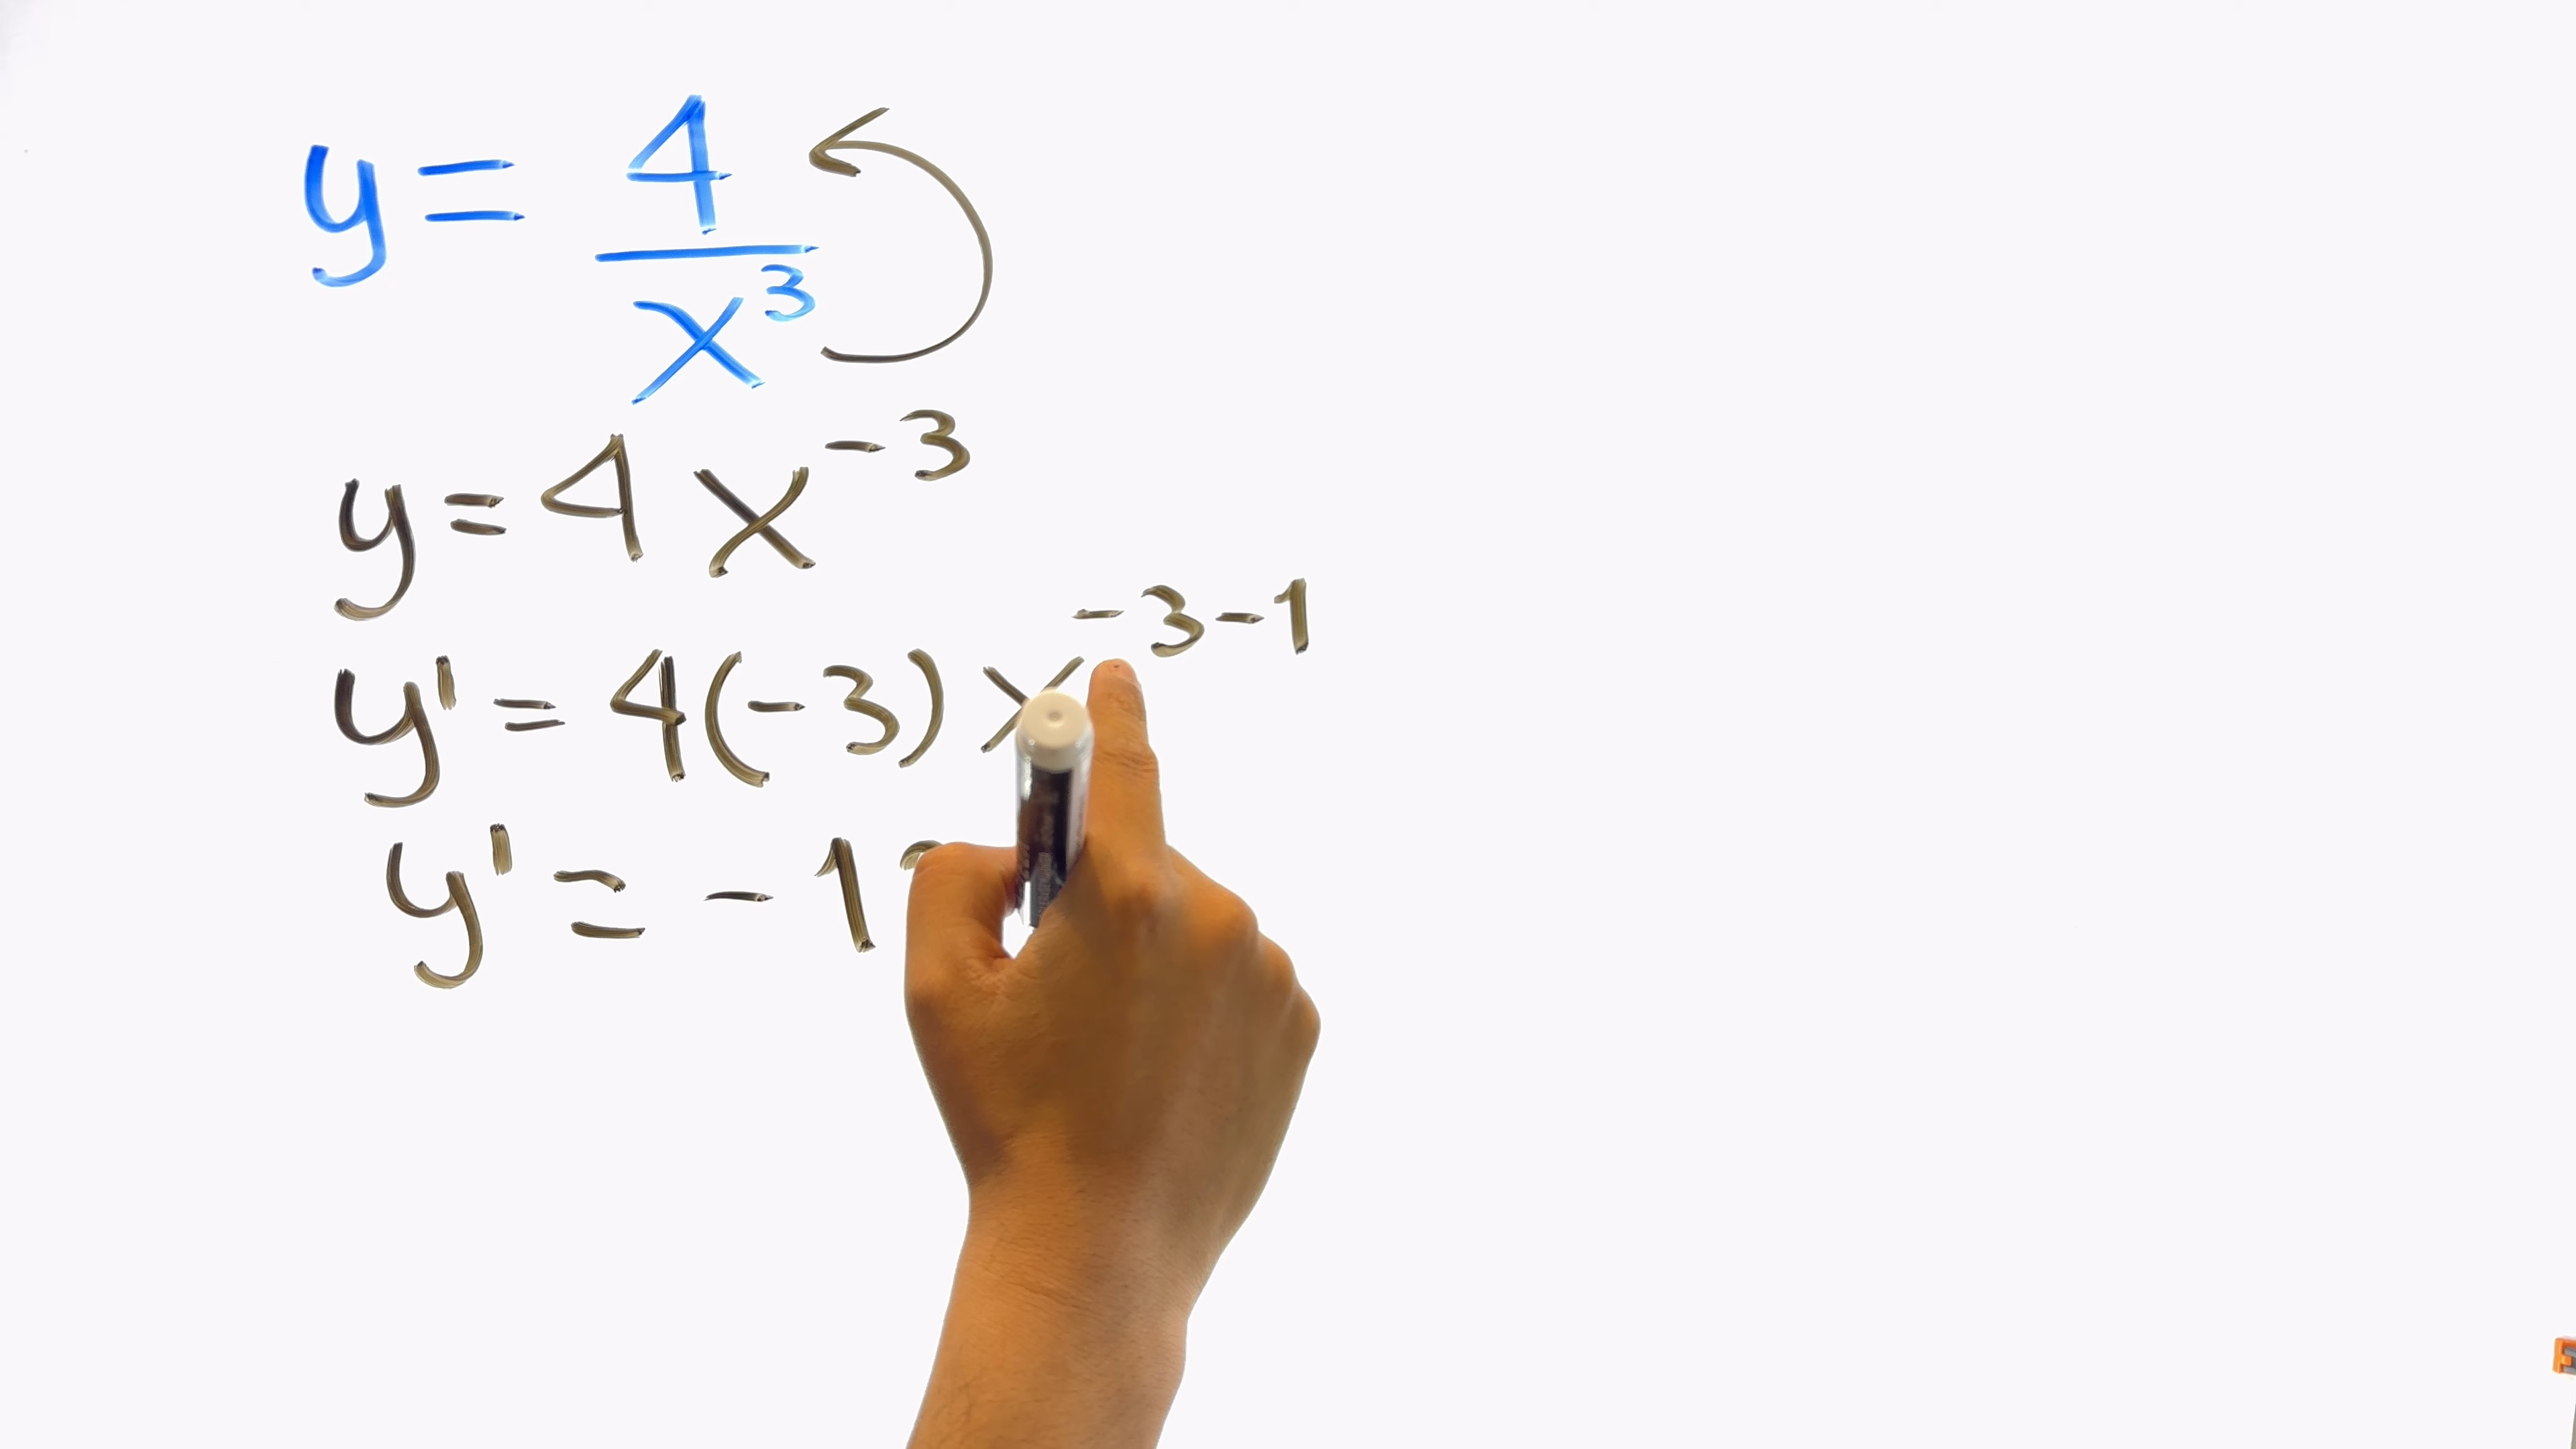 y = 4/x³
y = 4x⁻³
y' = 4(-3)x⁻³⁻¹
y' = -1